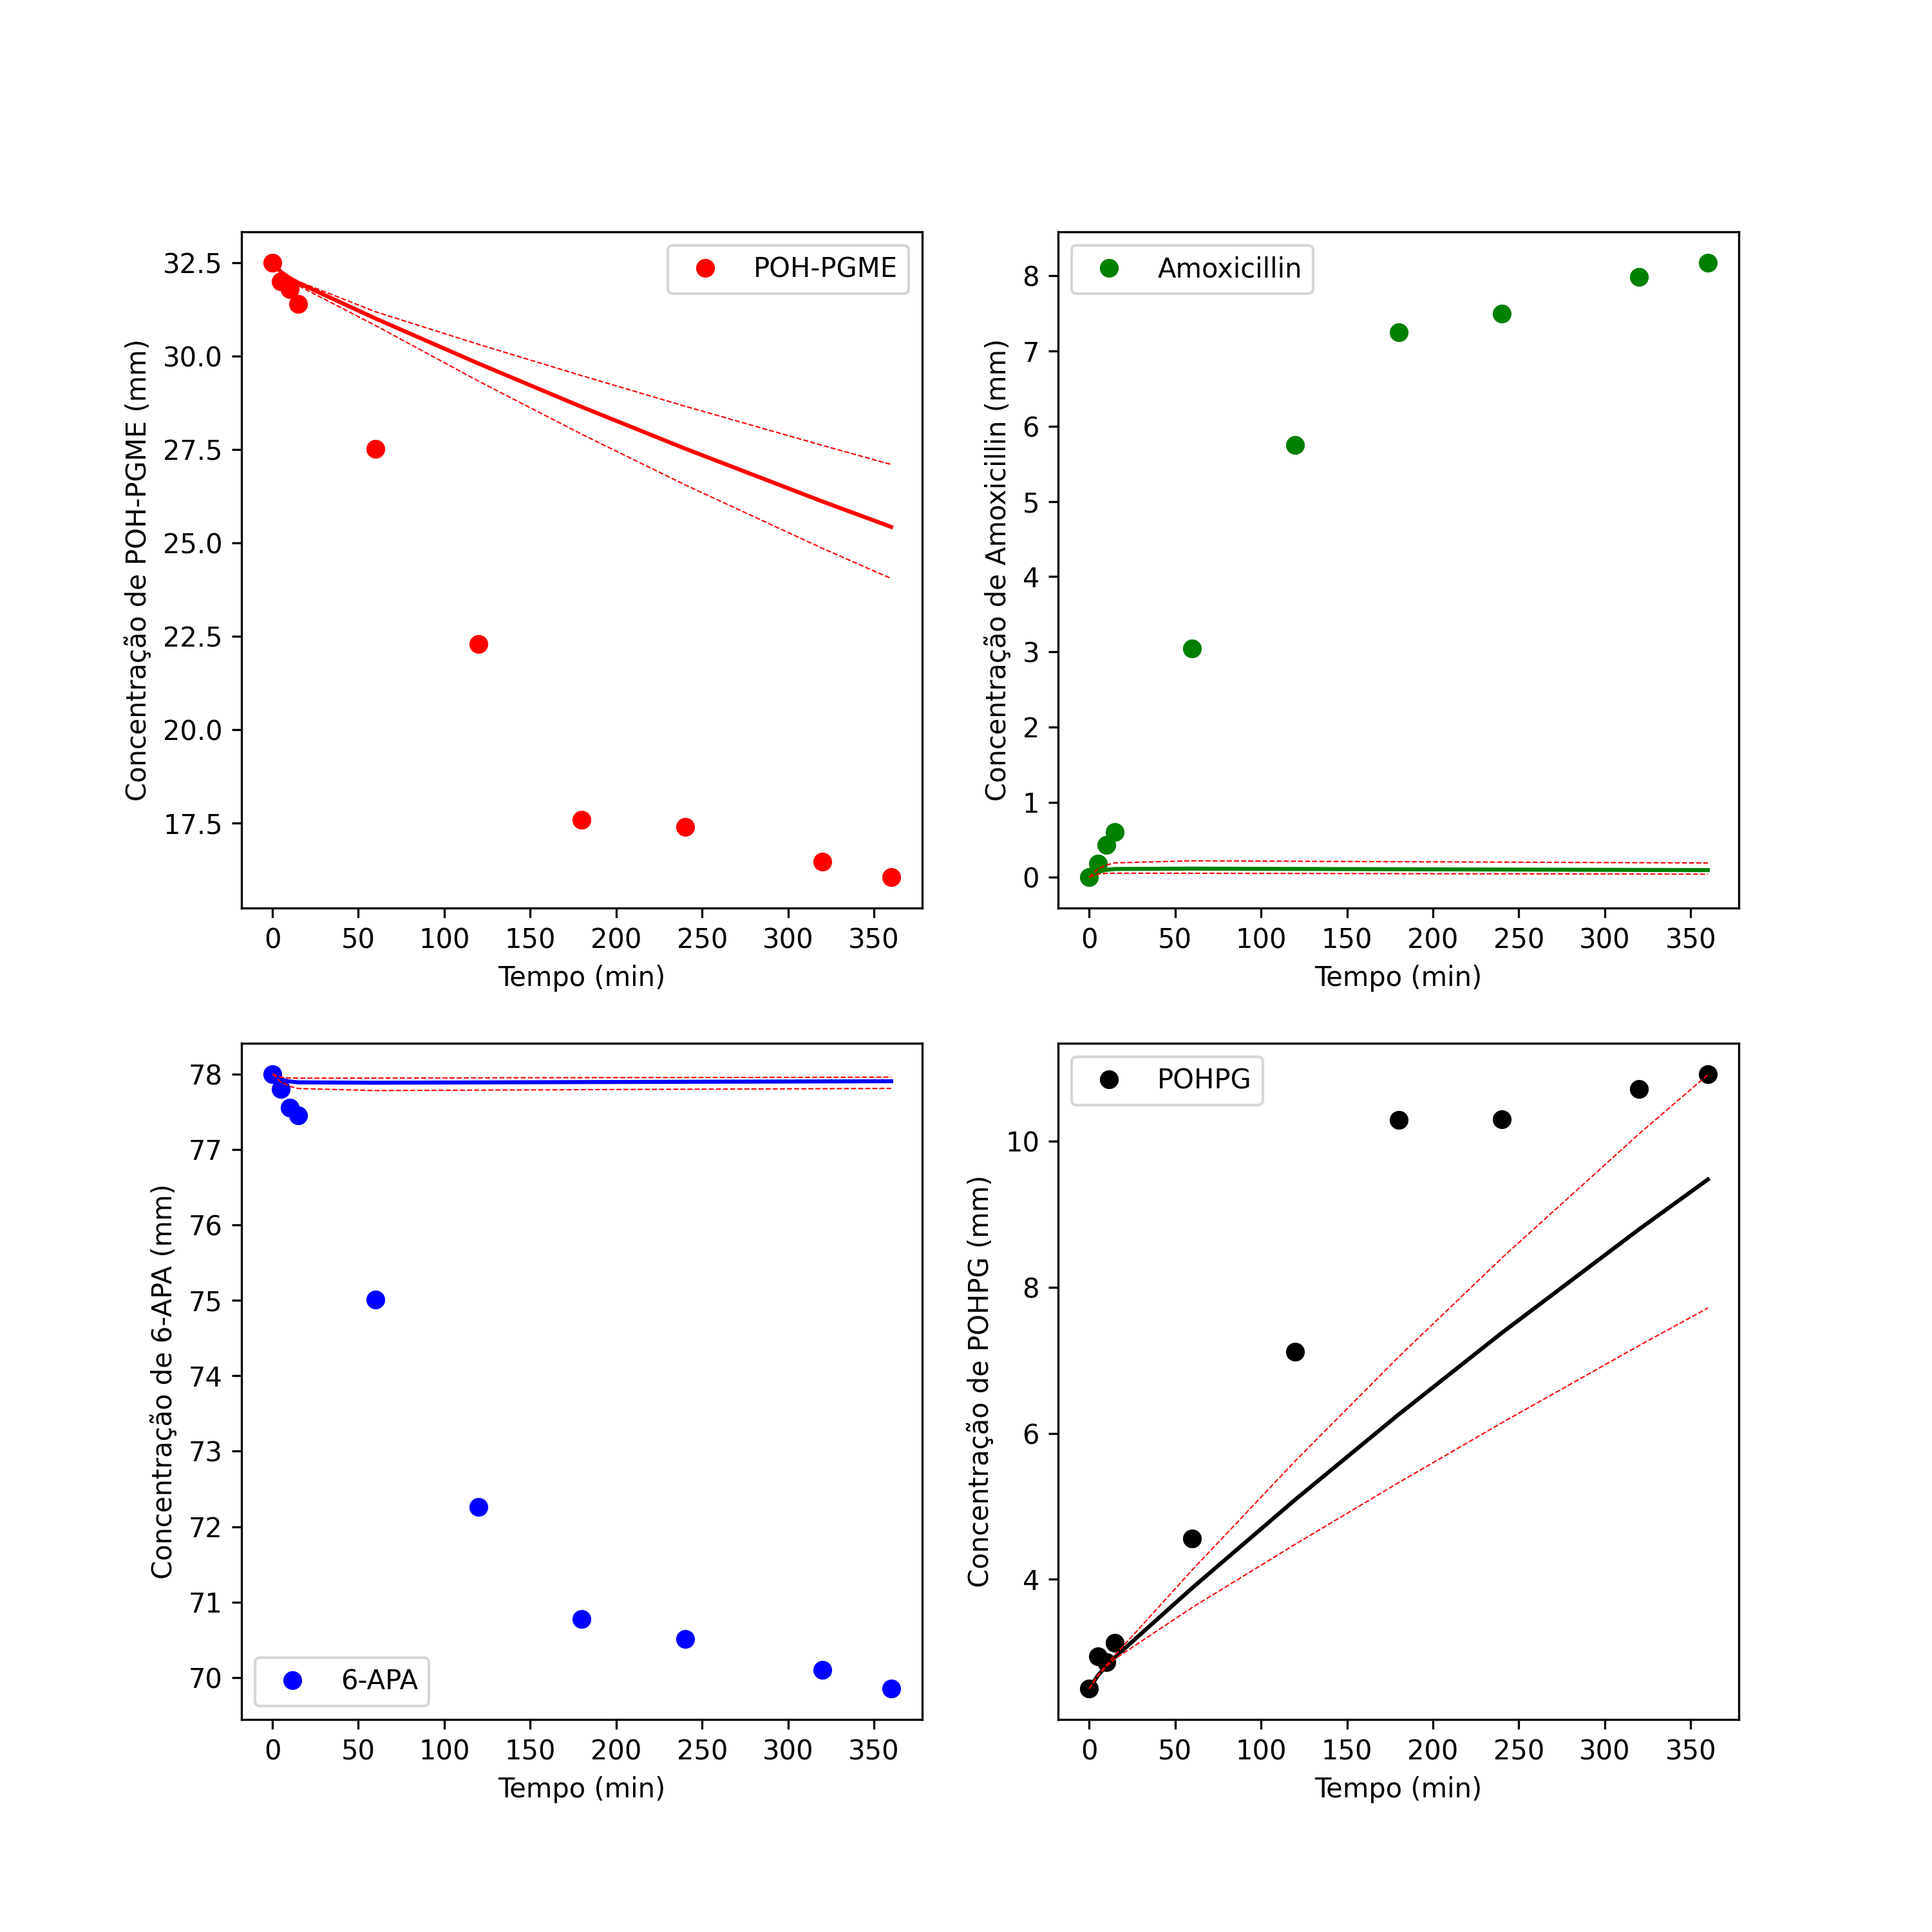 Concentração de POH-PGME (mm)
32.5
30.0
27.5
25.0
22.5
20.0
17.5
POH-PGME
0 50 100 150 200 250 300 350
Tempo (min)
Concentração de Amoxicillin (mm)
8
7
6
5
4
3
2
1
0
Amoxicillin
0 50 100 150 200 250 300 350
Tempo (min)
Concentração de 6-APA (mm)
78
77
76
75
74
73
72
71
70
6-APA
0 50 100 150 200 250 300 350
Tempo (min)
Concentração de POHPG (mm)
10
8
6
4
POHPG
0 50 100 150 200 250 300 350
Tempo (min)